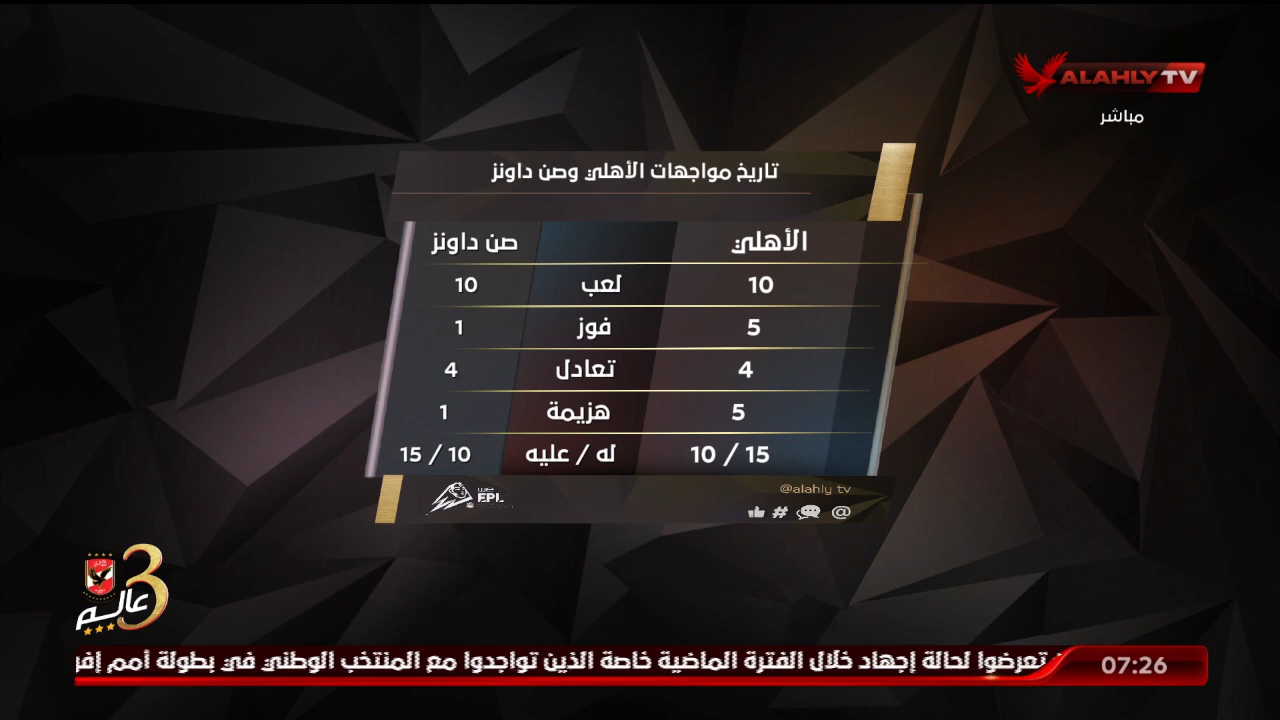 ALAHLY TV
مباشر
تاريخ مواجهات الأهلي وصن داونز
الأهلي صن داونز
10 لعب 10
5 فوز 1
4 تعادل 4
5 هزيمة 1
10 / 15 له / عليه 15 / 10
EPL
@alahly tv
# @
3
عالم
تعرضوا لحالة إجهاد خلال الفترة الماضية خاصة الذين تواجدوا مع المنتخب الوطني في بطولة أمم إفر
07:26